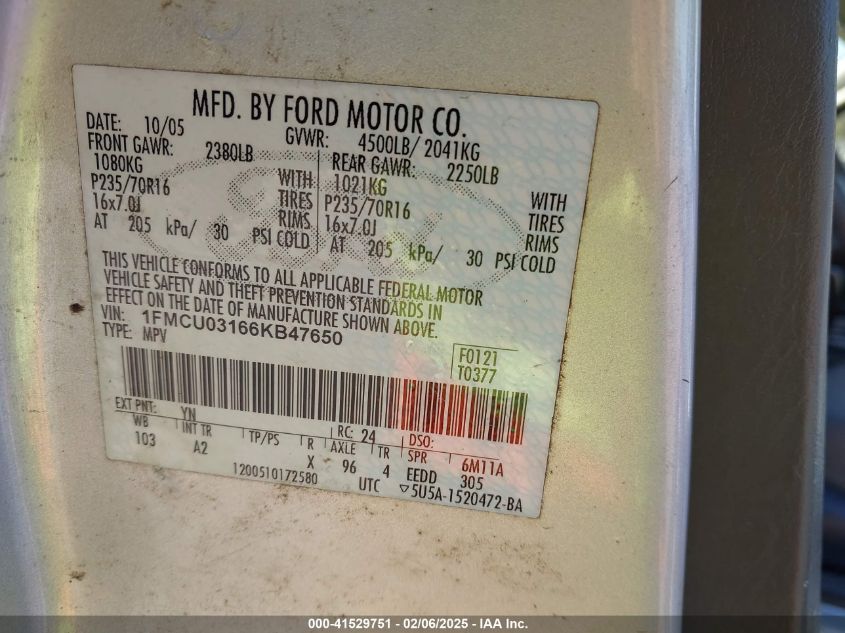 MFD. BY FORD MOTOR CO.
DATE: 10/05 GVWR: 4500LB/ 2041KG
FRONT GAWR: 2380LB REAR GAWR: 2250LB
1080KG WITH 1021KG WITH
P235/70R16 TIRES P235/70R16 TIRES
16x7.0J RIMS 16x7.0J RIMS
AT 205 kPa/ 30 PSI COLD AT 205 kPa/ 30 PSI COLD
THIS VEHICLE CONFORMS TO ALL APPLICABLE FEDERAL MOTOR
VEHICLE SAFETY AND THEFT PREVENTION STANDARDS IN
EFFECT ON THE DATE OF MANUFACTURE SHOWN ABOVE.
VIN: 1FMCU03166KB47650
TYPE: MPV
F0121
T0377
EXT PNT: YN RC: 24 DSO:
WB INT TR TP/PS R AXLE TR SPR 6M11A
103 A2 X 96 4 EEDD 305
1200510172580 UTC ▽5U5A-1520472-BA
000-41529751 - 02/06/2025 - IAA Inc.